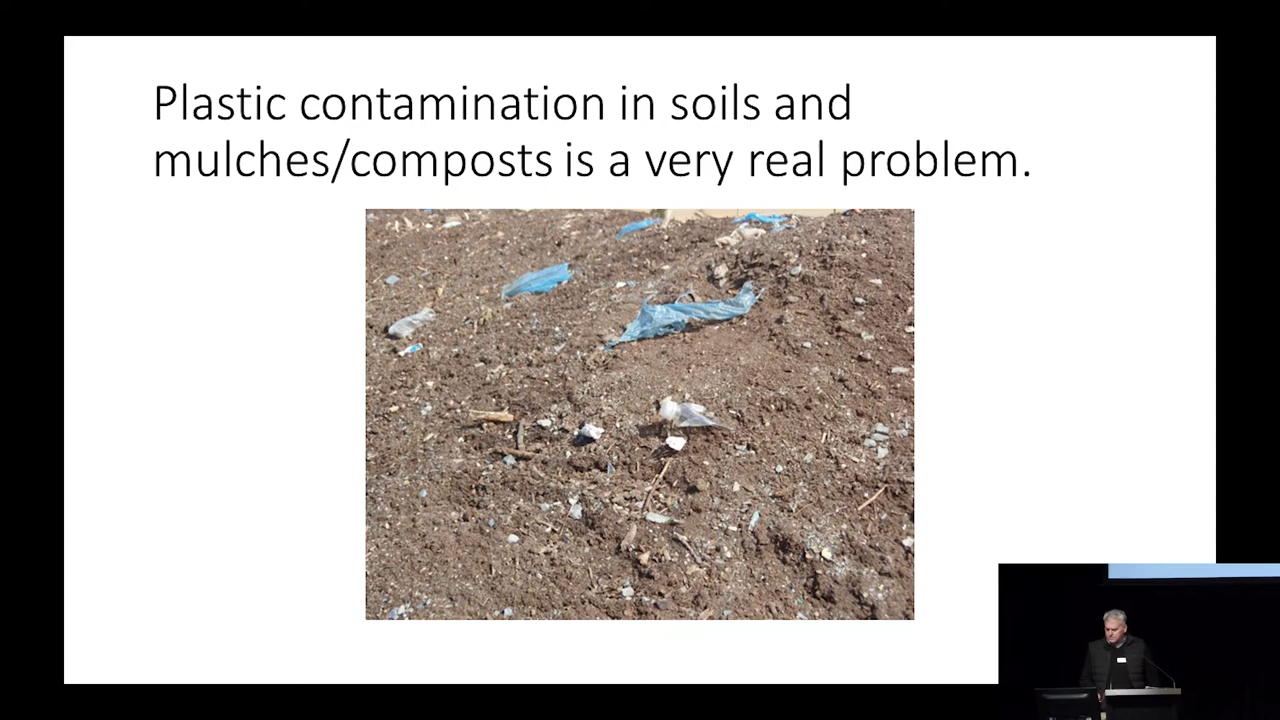 Plastic contamination in soils and
mulches/composts is a very real problem.